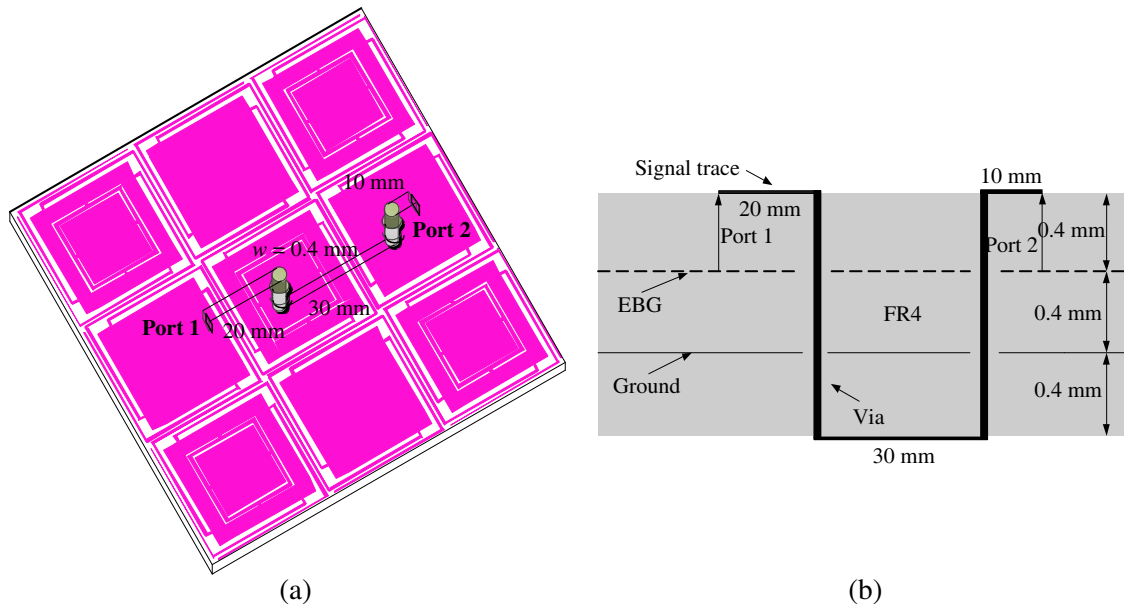 10 mm
Port 2
w = 0.4 mm
30 mm
Port 1
20 mm
(a)
Signal trace
10 mm
20 mm
Port 1
Port 2
0.4 mm
EBG
FR4
0.4 mm
Ground
Via
0.4 mm
30 mm
(b)